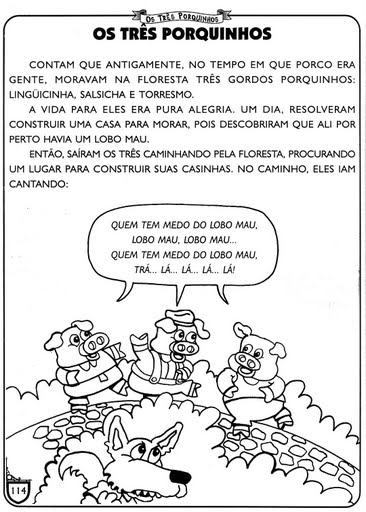 OS TRÊS PORQUINHOS
OS TRÊS PORQUINHOS
CONTAM QUE ANTIGAMENTE, NO TEMPO EM QUE PORCO ERA
GENTE, MORAVAM NA FLORESTA TRÊS GORDOS PORQUINHOS:
LINGÜICINHA, SALSICHA E TORRESMO.
A VIDA PARA ELES ERA PURA ALEGRIA. UM DIA, RESOLVERAM
CONSTRUIR UMA CASA PARA MORAR, POIS DESCOBRIRAM QUE ALI POR
PERTO HAVIA UM LOBO MAU.
ENTÃO, SAÍRAM OS TRÊS CAMINHANDO PELA FLORESTA, PROCURANDO
UM LUGAR PARA CONSTRUIR SUAS CASINHAS. NO CAMINHO, ELES IAM
CANTANDO:
QUEM TEM MEDO DO LOBO MAU,
LOBO MAU, LOBO MAU...
QUEM TEM MEDO DO LOBO MAU,
TRÁ... LÁ... LÁ... LÁ... LÁ!
114